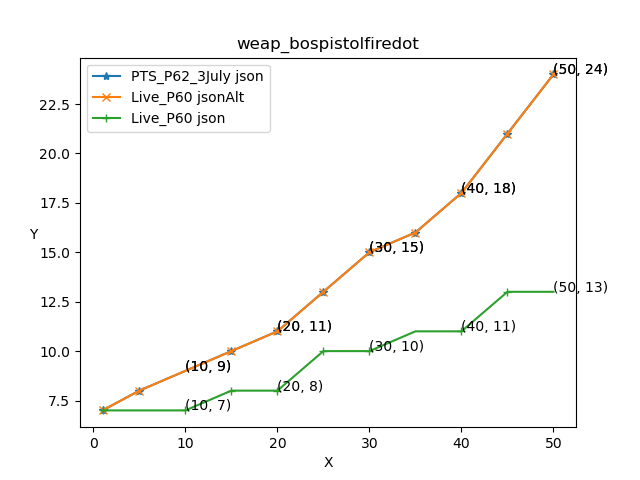 weap_bospistolfiredot
PTS_P62_3July json
Live_P60 jsonAlt
Live_P60 json
(50, 24)
(40, 18)
(30, 15)
(20, 11)
(10, 9)
(50, 13)
(40, 11)
(30, 10)
(20, 8)
(10, 7)
Y
22.5
20.0
17.5
15.0
12.5
10.0
7.5
0 10 20 30 40 50
X